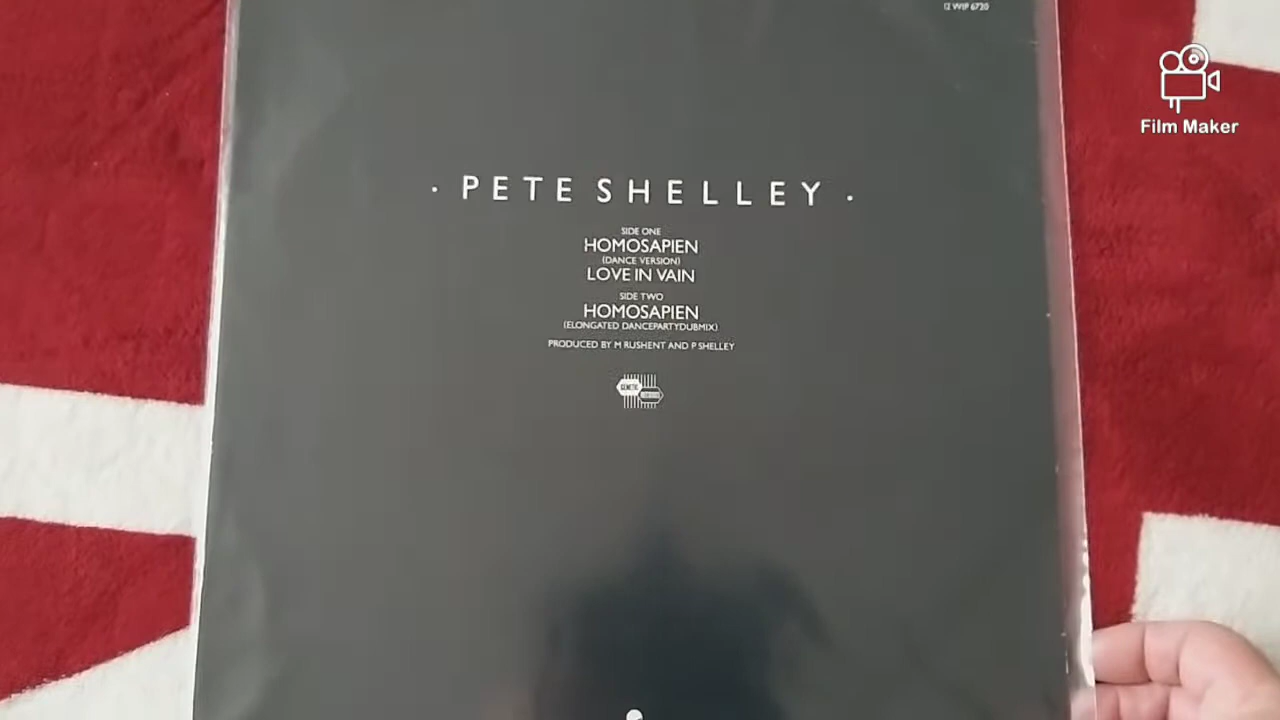 12 WIP 6720
Film Maker
· PETE SHELLEY ·
SIDE ONE
HOMOSAPIEN
(DANCE VERSION)
LOVE IN VAIN
SIDE TWO
HOMOSAPIEN
(ELONGATED DANCEPARTYDUBMIX)
PRODUCED BY M RUSHENT AND P SHELLEY
GENETIC